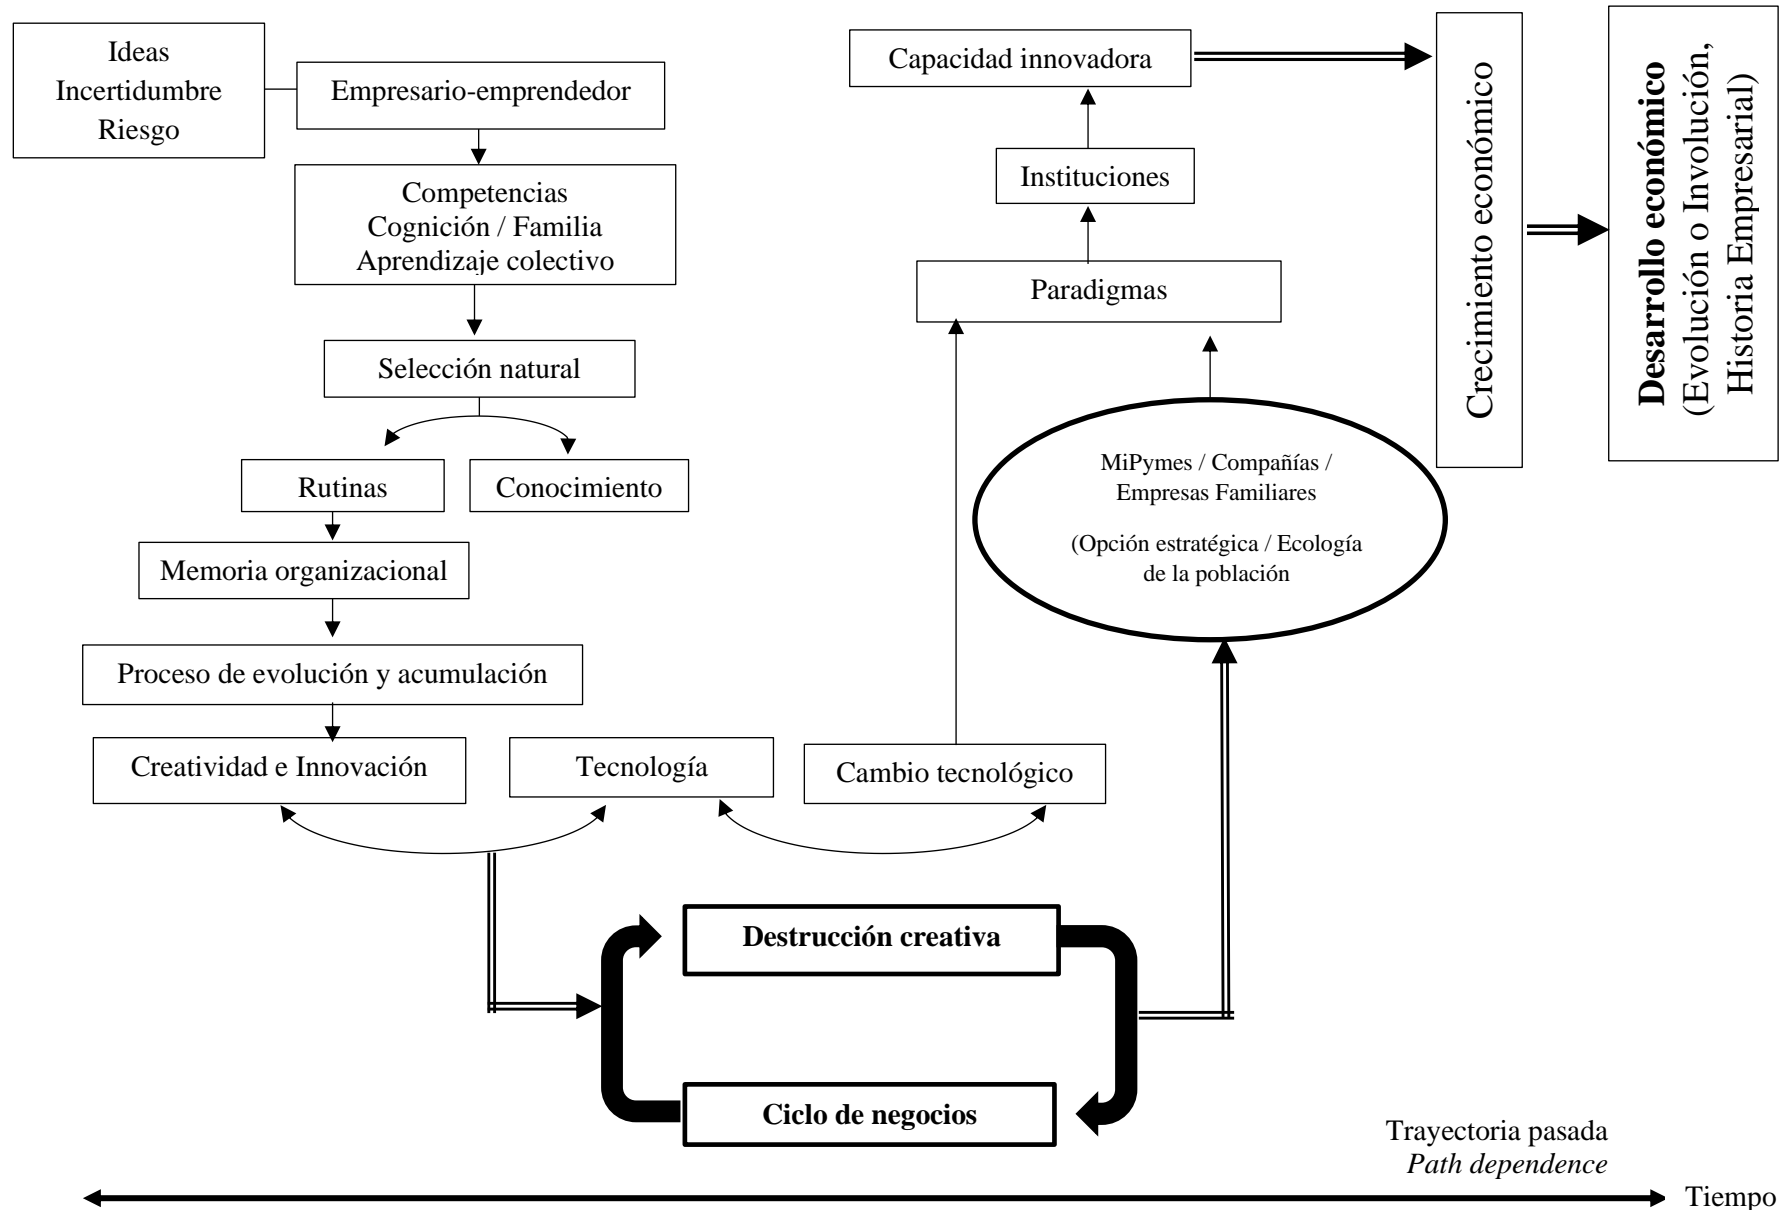 Ideas
Incertidumbre
Riesgo
Empresario-emprendedor
Competencias
Cognición / Familia
Aprendizaje colectivo
Selección natural
Rutinas
Conocimiento
Memoria organizacional
Proceso de evolución y acumulación
Creatividad e Innovación
Tecnología
Cambio tecnológico
Capacidad innovadora
Instituciones
Paradigmas
MiPymes / Compañías /
Empresas Familiares
(Opción estratégica / Ecología
de la población
Crecimiento económico
Desarrollo económico
(Evolución o Involución,
Historia Empresarial)
Destrucción creativa
Ciclo de negocios
Trayectoria pasada
Path dependence
Tiempo